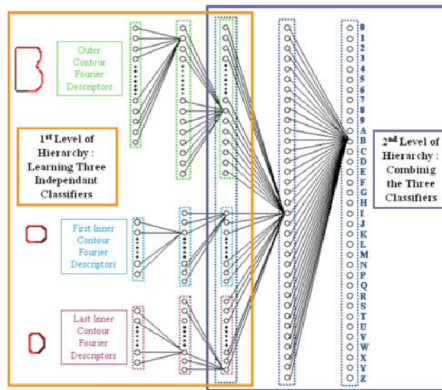 Outer
Contour
Fourier
Descriptors
1st Level of
Hierarchy :
Learning Three
Independant
Classifiers
First Inner
Contour
Fourier
Descriptors
Last Inner
Contour
Fourier
Descriptors
0
1
2
3
4
5
6
7
8
9
A
B
C
D
E
F
G
H
I
J
K
L
M
N
P
Q
R
S
T
U
V
W
X
Y
Z
2nd Level of
Hierarchy :
Combining
the Three
Classifiers